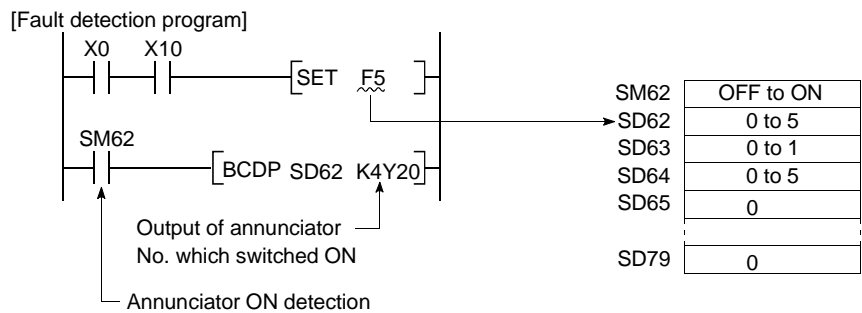 [Fault detection program]
X0 X10
SET F5
SM62
BCDP SD62 K4Y20
Output of annunciator
No. which switched ON
Annunciator ON detection
SM62 OFF to ON
SD62 0 to 5
SD63 0 to 1
SD64 0 to 5
SD65 0
SD79 0